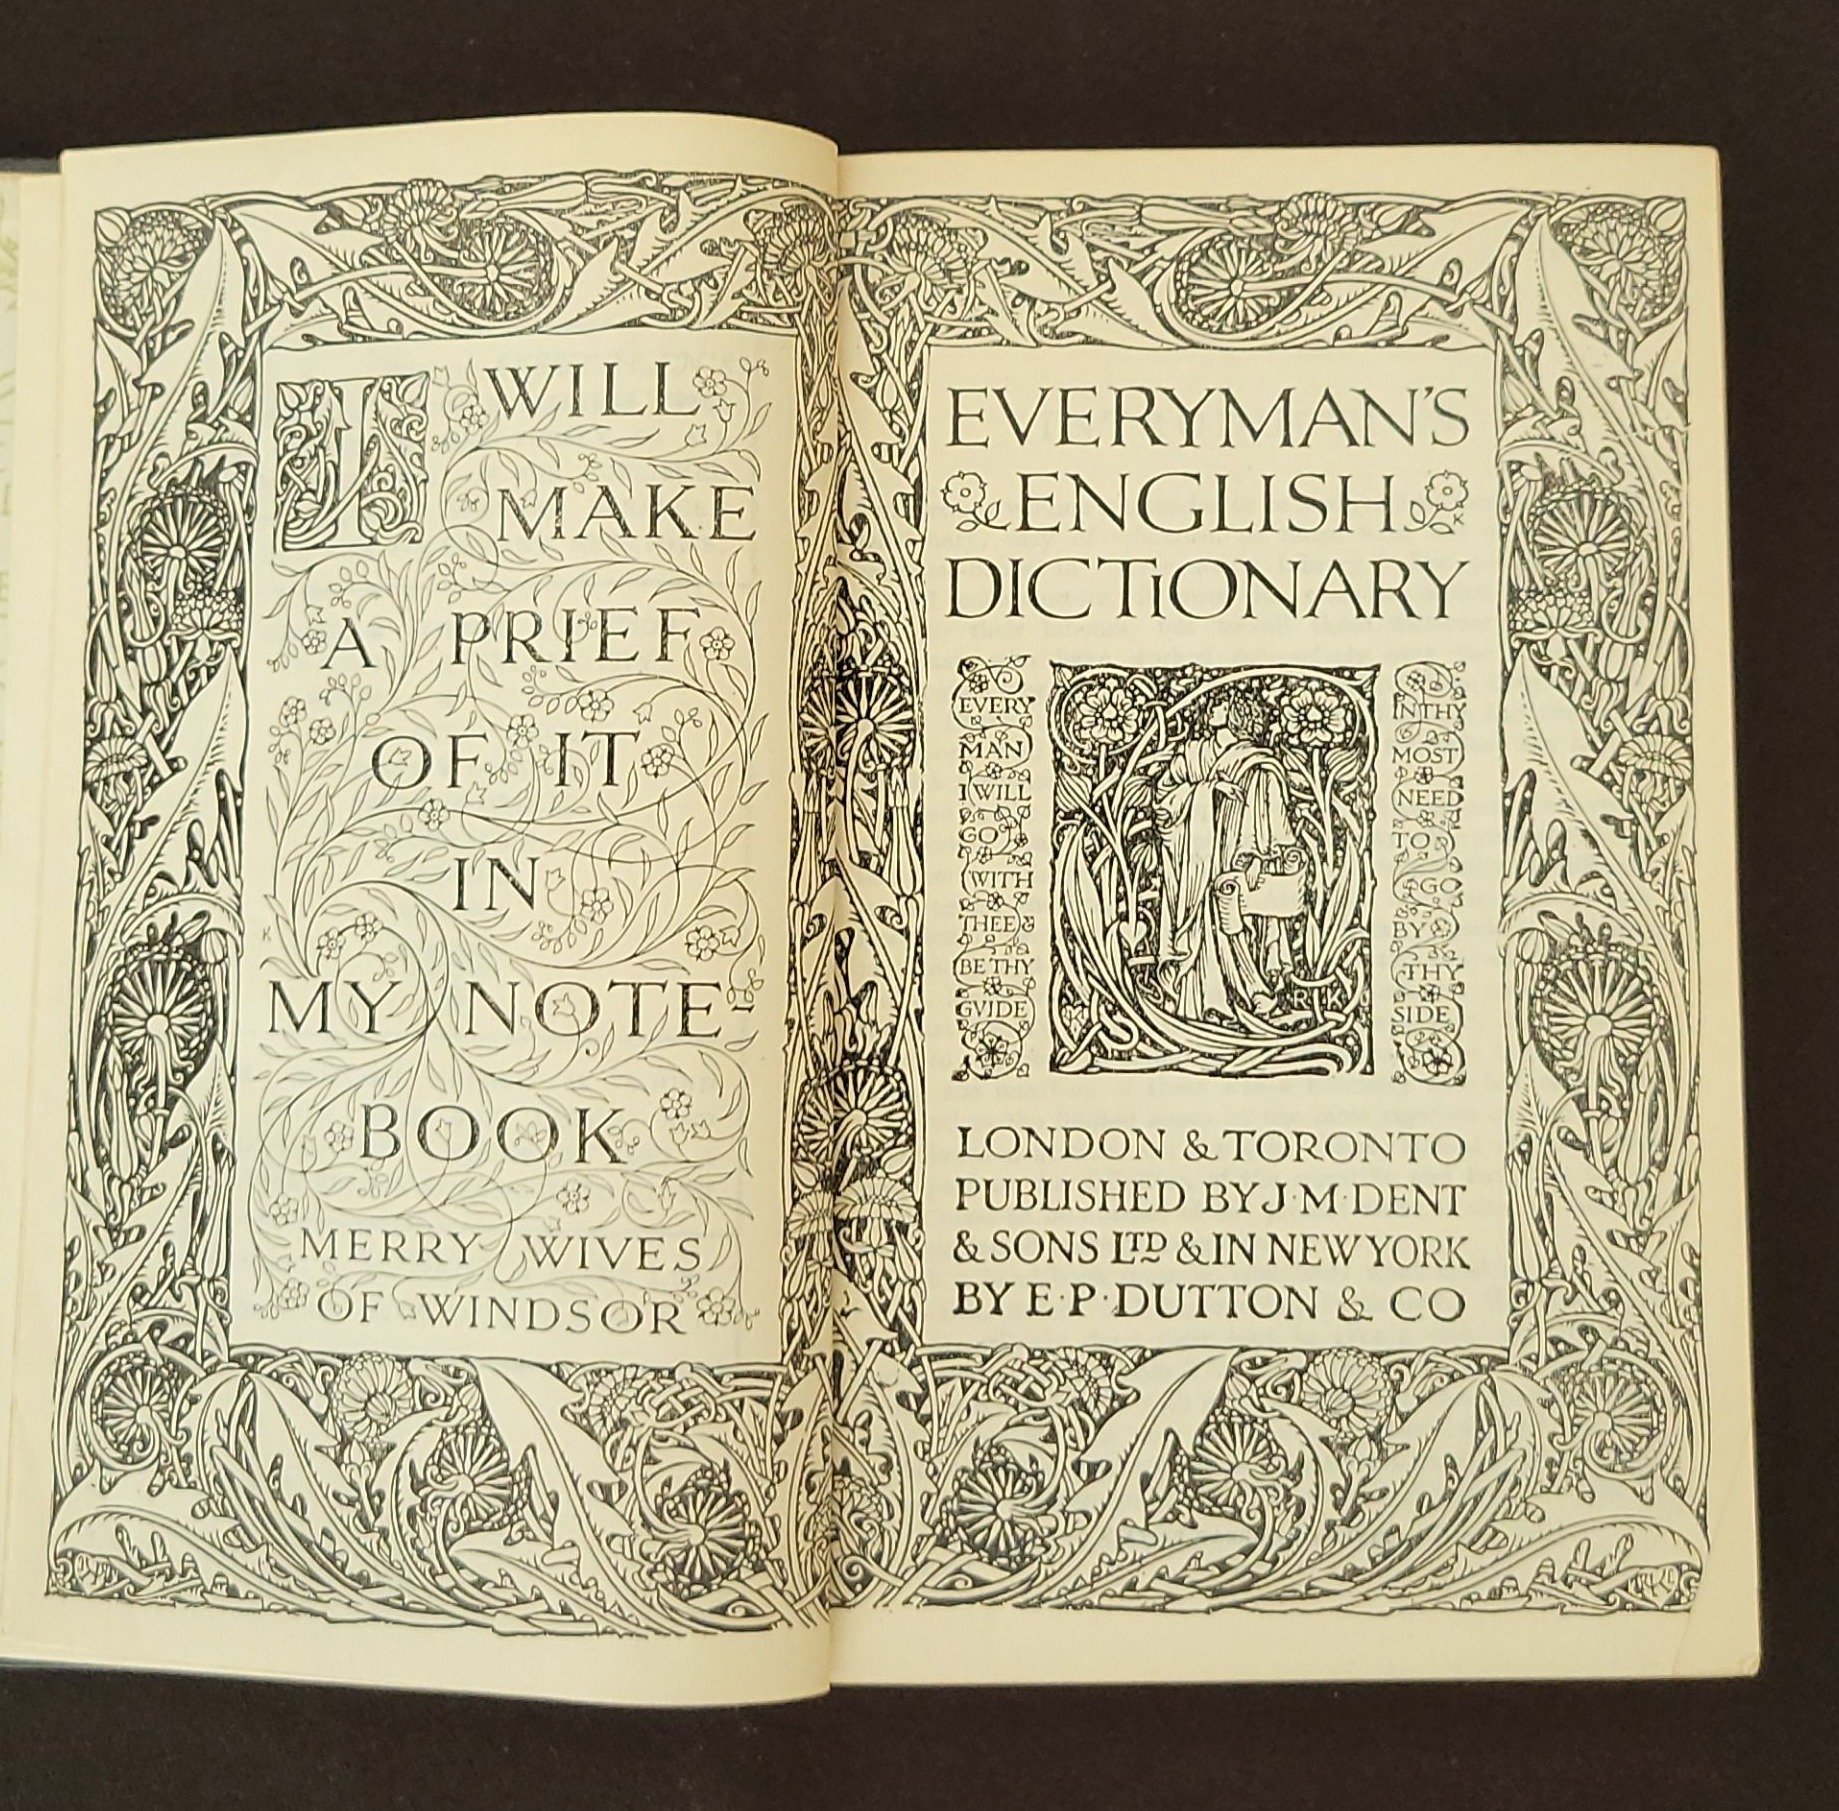 I WILL
MAKE
A PRIEF
OF IT
IN
MY NOTE-
BOOK
MERRY WIVES
OF WINDSOR
K
EVERYMAN'S
ENGLISH
DICTIONARY
EVERY
MAN
I WILL
GO
WITH
THEE &
BE THY
GVIDE
RK
IN THY
MOST
NEED
TO
GO
BY
THY
SIDE
LONDON & TORONTO
PUBLISHED BY J·M·DENT
& SONS LTD & IN NEW YORK
BY E·P·DUTTON & CO